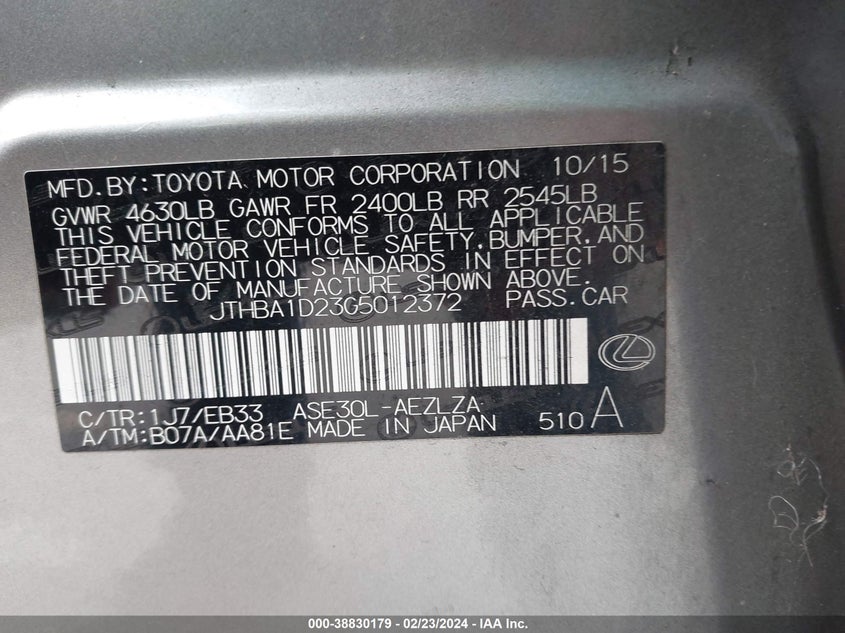 MFD.BY:TOYOTA MOTOR CORPORATION 10/15
GVWR 4630LB GAWR FR 2400LB RR 2545LB
THIS VEHICLE CONFORMS TO ALL APPLICABLE
FEDERAL MOTOR VEHICLE SAFETY,BUMPER,AND
THEFT PREVENTION STANDARDS IN EFFECT ON
THE DATE OF MANUFACTURE SHOWN ABOVE.
JTHBA1D23G5012372 PASS.CAR
C/TR:1J7/EB33 ASE30L-AEZLZA
A/TM:B07A/AA81E MADE IN JAPAN 510 A
000-38830179 - 02/23/2024 - IAA Inc.